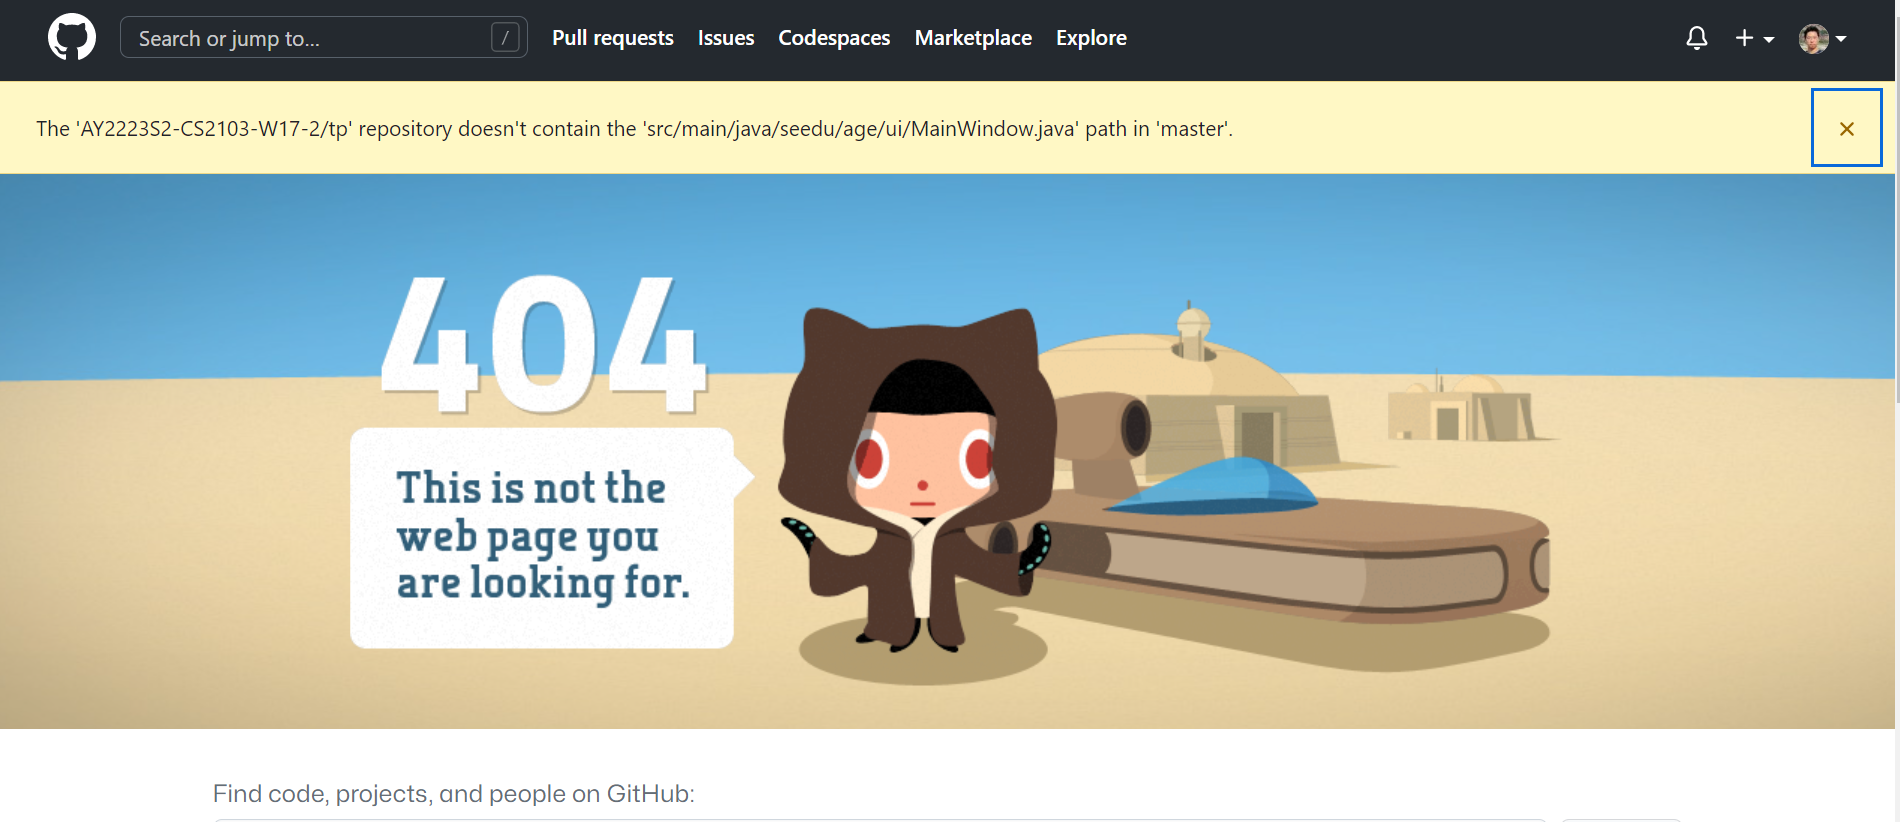 Search or jump to... /
Pull requests Issues Codespaces Marketplace Explore
The 'AY2223S2-CS2103-W17-2/tp' repository doesn't contain the 'src/main/java/seedu/age/ui/MainWindow.java' path in 'master'.
404
This is not the
web page you
are looking for.
Find code, projects, and people on GitHub: